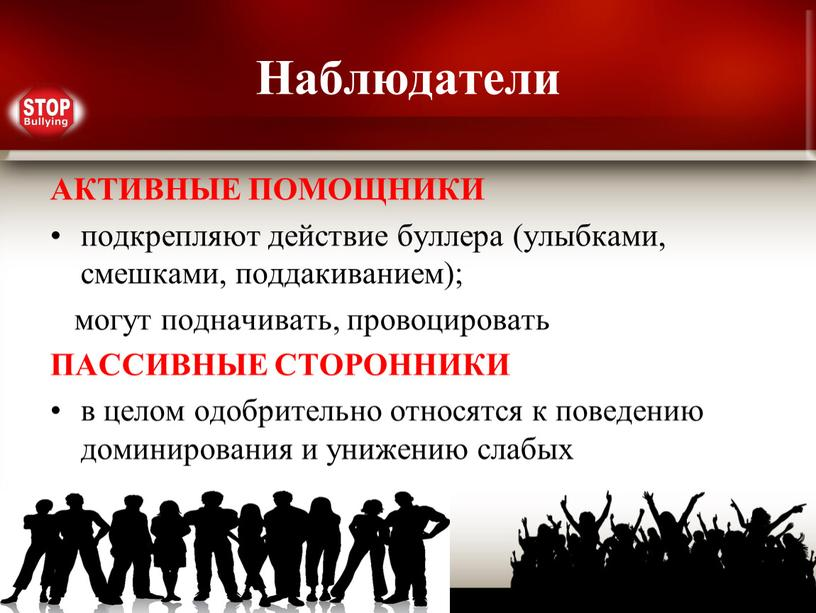 Наблюдатели
STOP
Bullying
АКТИВНЫЕ ПОМОЩНИКИ
• подкрепляют действие буллера (улыбками,
смешками, поддакиванием);
могут подначивать, провоцировать
ПАССИВНЫЕ СТОРОННИКИ
• в целом одобрительно относятся к поведению
доминирования и унижению слабых